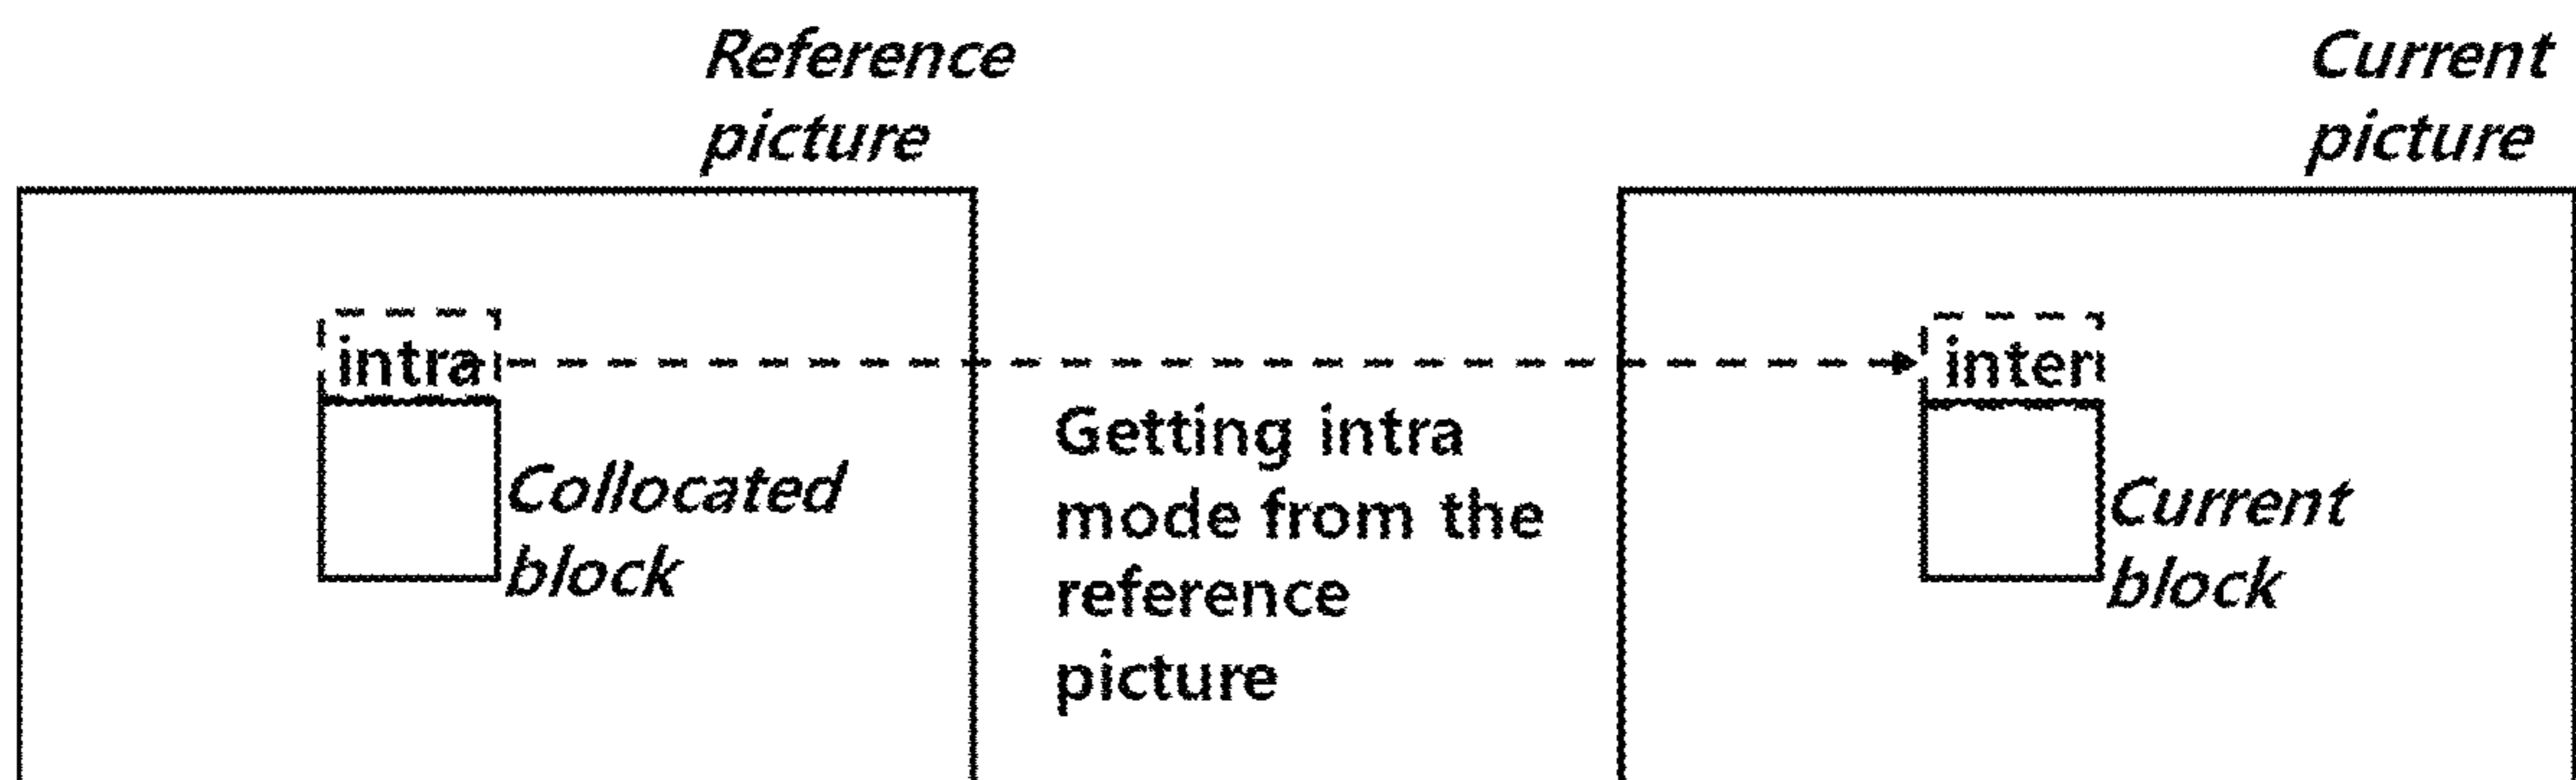 Reference
picture
Current
picture
intra
inter
Getting intra
mode from the
reference
picture
Collocated
block
Current
block